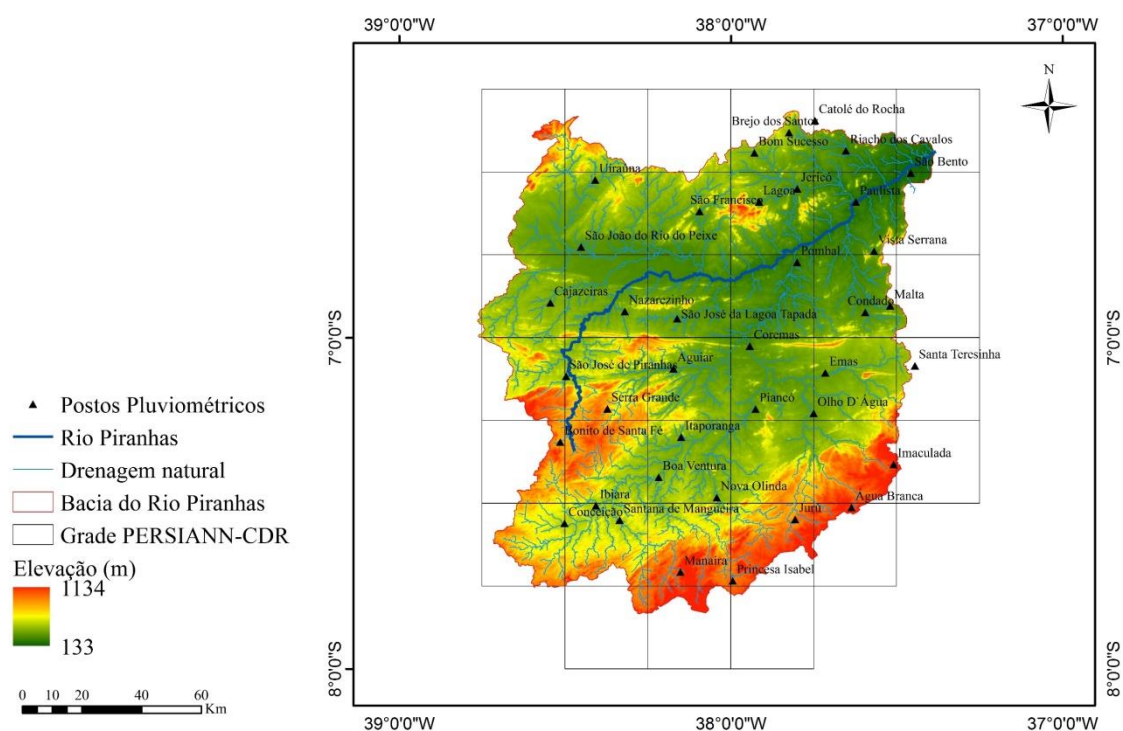 39°0'0"W
38°0'0"W
37°0'0"W
N
Catolé do Rocha
Brejo dos Santos
Bom Sucesso
Riacho dos Cavalos
São Bento
Uiraúna
Jericó
Lagoa
Paulista
São Francisco
São João do Rio do Peixe
Vista Serrana
Pombal
Cajazeiras
Nazarezinho
São José da Lagoa Tapada
Condado
Malta
7°0'0"S
7°0'0"S
Coremas
São José de Piranhas
Aguiar
Emas
Santa Teresinha
Serra Grande
Piancó
Olho D`Água
Bonito de Santa Fé
Itaporanga
Imaculada
Boa Ventura
Nova Olinda
Ibiara
Conceição
Santana de Mangueira
Jurú
Água Branca
Manaíra
Princesa Isabel
8°0'0"S
8°0'0"S
39°0'0"W
38°0'0"W
37°0'0"W
Postos Pluviométricos
Rio Piranhas
Drenagem natural
Bacia do Rio Piranhas
Grade PERSIANN-CDR
Elevação (m)
1134
133
0 10 20 40 60
Km